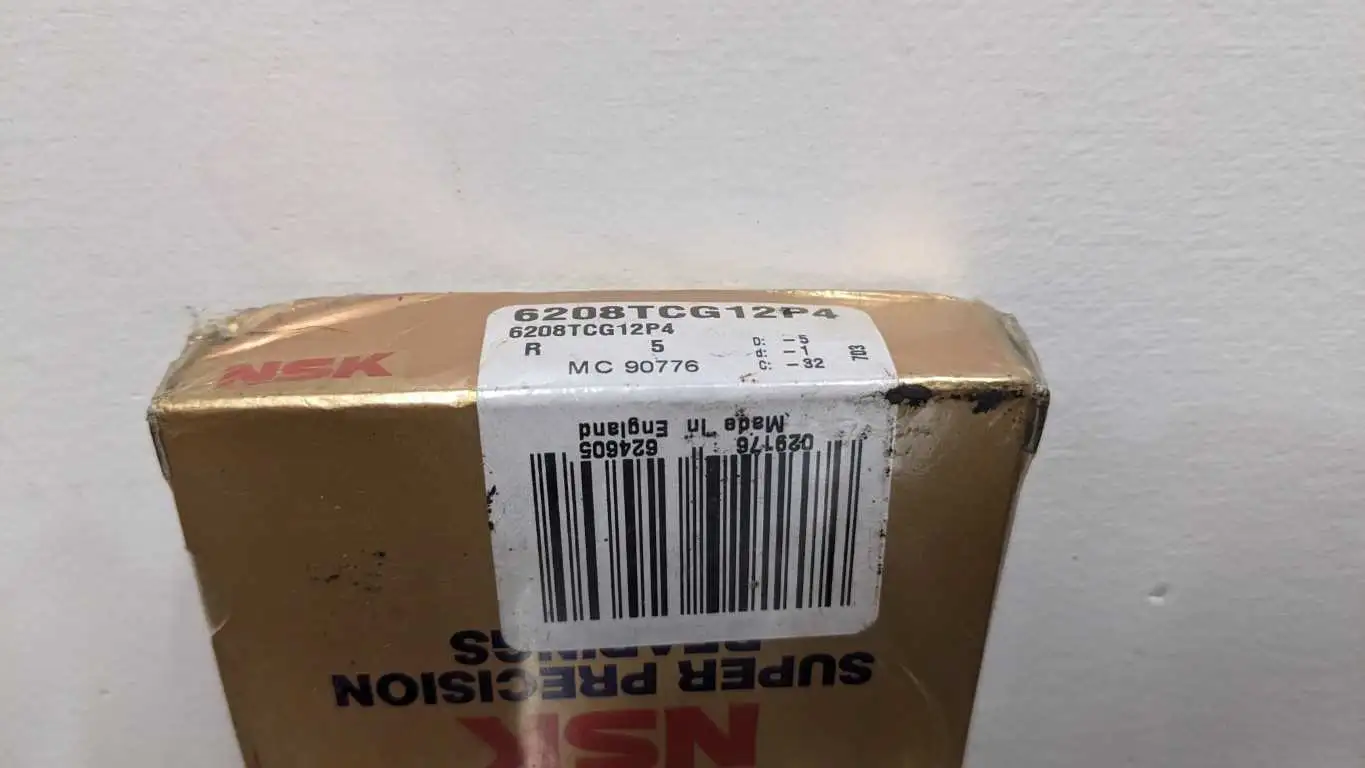 6208TCG12P4
6208TCG12P4
R 5
D: -5
d: -1
C: -32
MC 90776
703
NSK
Made in England
029176 624605
SUPER PRECISION
BEARINGS
NSK